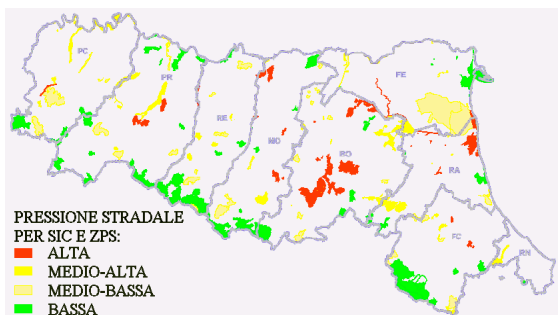 PC
PR
RE
MO
BO
FE
RA
FC
RN
PRESSIONE STRADALE
PER SIC E ZPS:
ALTA
MEDIO-ALTA
MEDIO-BASSA
BASSA